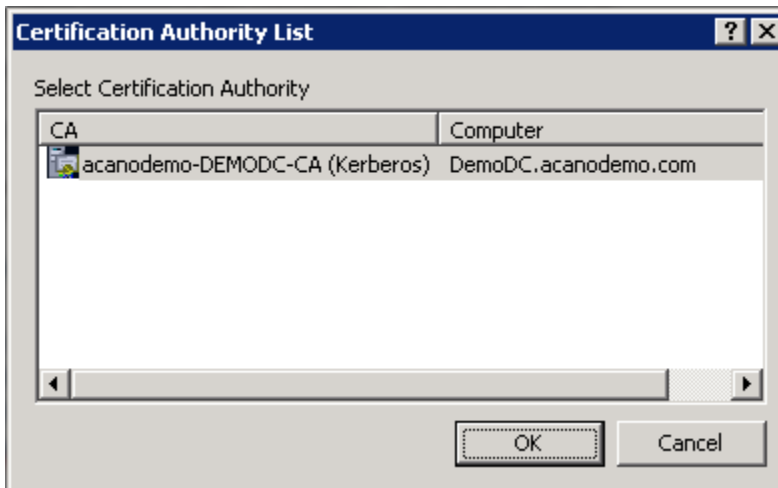 Certification Authority List
Select Certification Authority
CA Computer
acanodemo-DEMODC-CA (Kerberos) DemoDC.acanodemo.com
OK Cancel